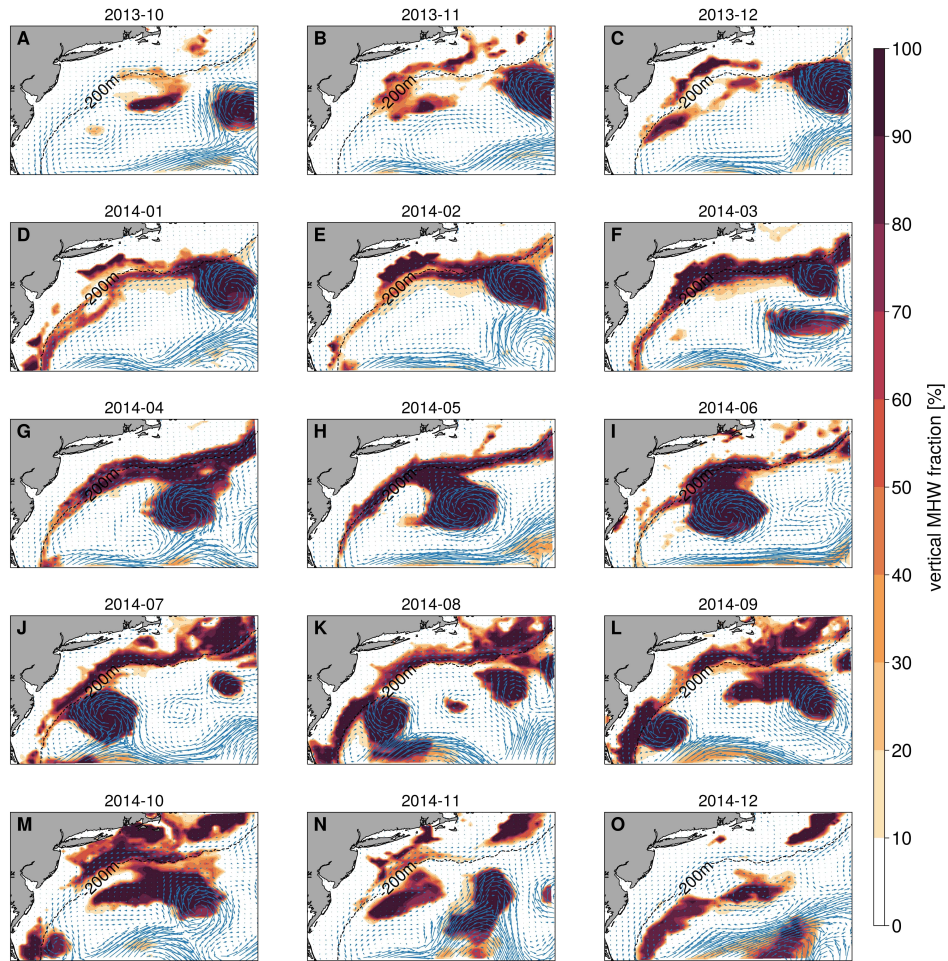 2013-10
2013-11
2013-12
A
200m
B
200m
C
200m
2014-01
2014-02
2014-03
D
200m
E
200m
F
200m
2014-04
2014-05
2014-06
G
200m
H
200m
I
200m
2014-07
2014-08
2014-09
J
200m
K
200m
L
200m
2014-10
2014-11
2014-12
M
200m
N
200m
O
200m
100
90
80
70
60
50
40
30
20
10
0
vertical MHW fraction [%]